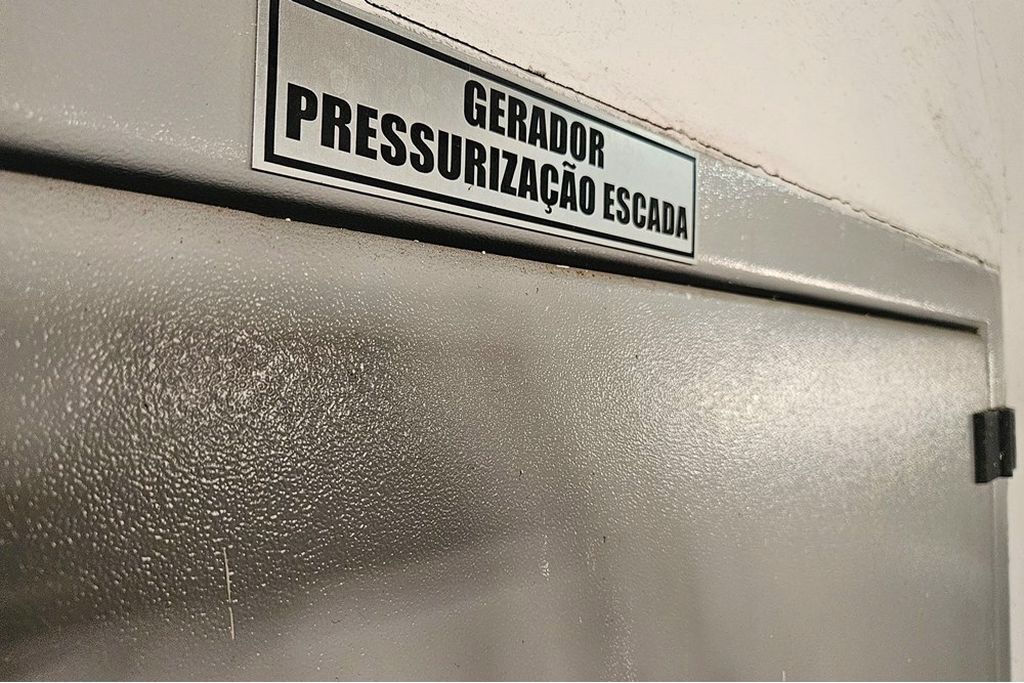 GERADOR
PRESSURIZAÇÃO ESCADA